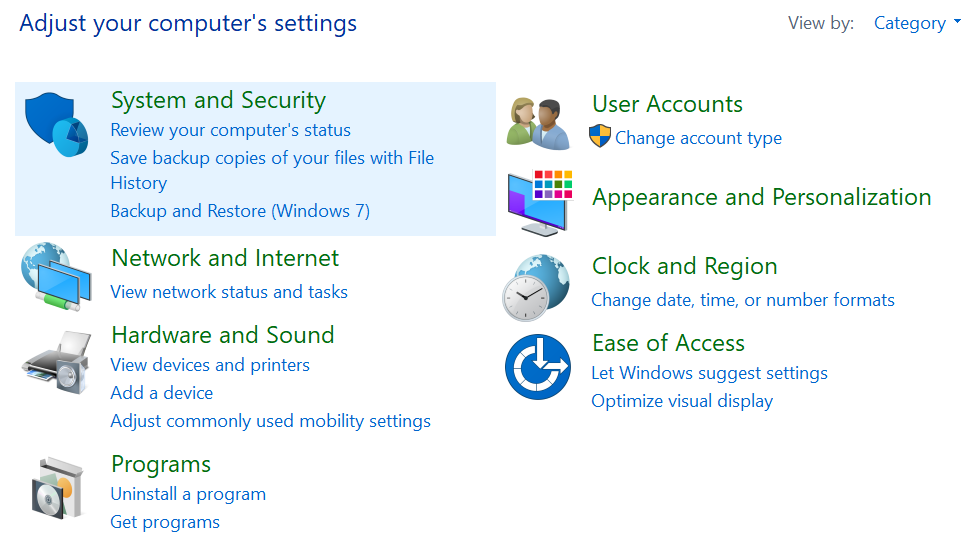 Adjust your computer's settings
View by: Category
System and Security
Review your computer's status
Save backup copies of your files with File
History
Backup and Restore (Windows 7)
Network and Internet
View network status and tasks
Hardware and Sound
View devices and printers
Add a device
Adjust commonly used mobility settings
Programs
Uninstall a program
Get programs
User Accounts
Change account type
Appearance and Personalization
Clock and Region
Change date, time, or number formats
Ease of Access
Let Windows suggest settings
Optimize visual display